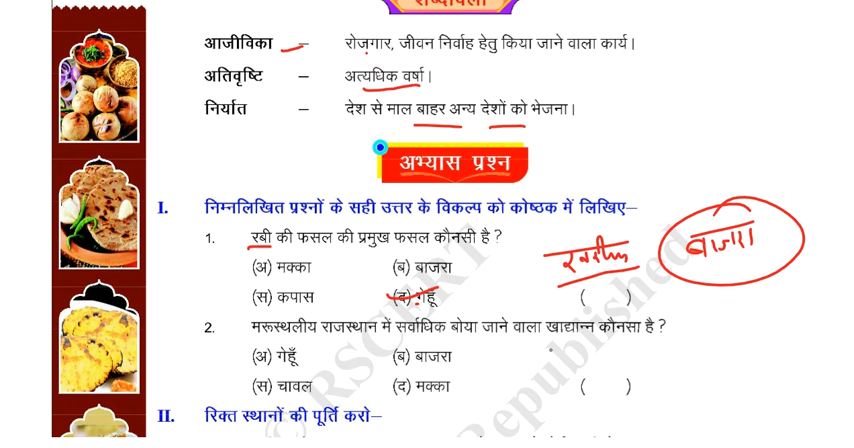 शब्दावली
आजीविका – रोज़गार, जीवन निर्वाह हेतु किया जाने वाला कार्य।
अतिवृष्टि – अत्यधिक वर्षा।
निर्यात – देश से माल बाहर अन्य देशों को भेजना।
अभ्यास प्रश्न
I. निम्नलिखित प्रश्नों के सही उत्तर के विकल्प को कोष्ठक में लिखिए–
1. रबी की फसल की प्रमुख फसल कौनसी है ?
(अ) मक्का (ब) बाजरा
(स) कपास (द) गेहूँ ( )
खरीफ
बाजरा
2. मरूस्थलीय राजस्थान में सर्वाधिक बोया जाने वाला खाद्यान्न कौनसा है ?
(अ) गेहूँ (ब) बाजरा
(स) चावल (द) मक्का ( )
II. रिक्त स्थानों की पूर्ति करो–
© RSCERT
Republished